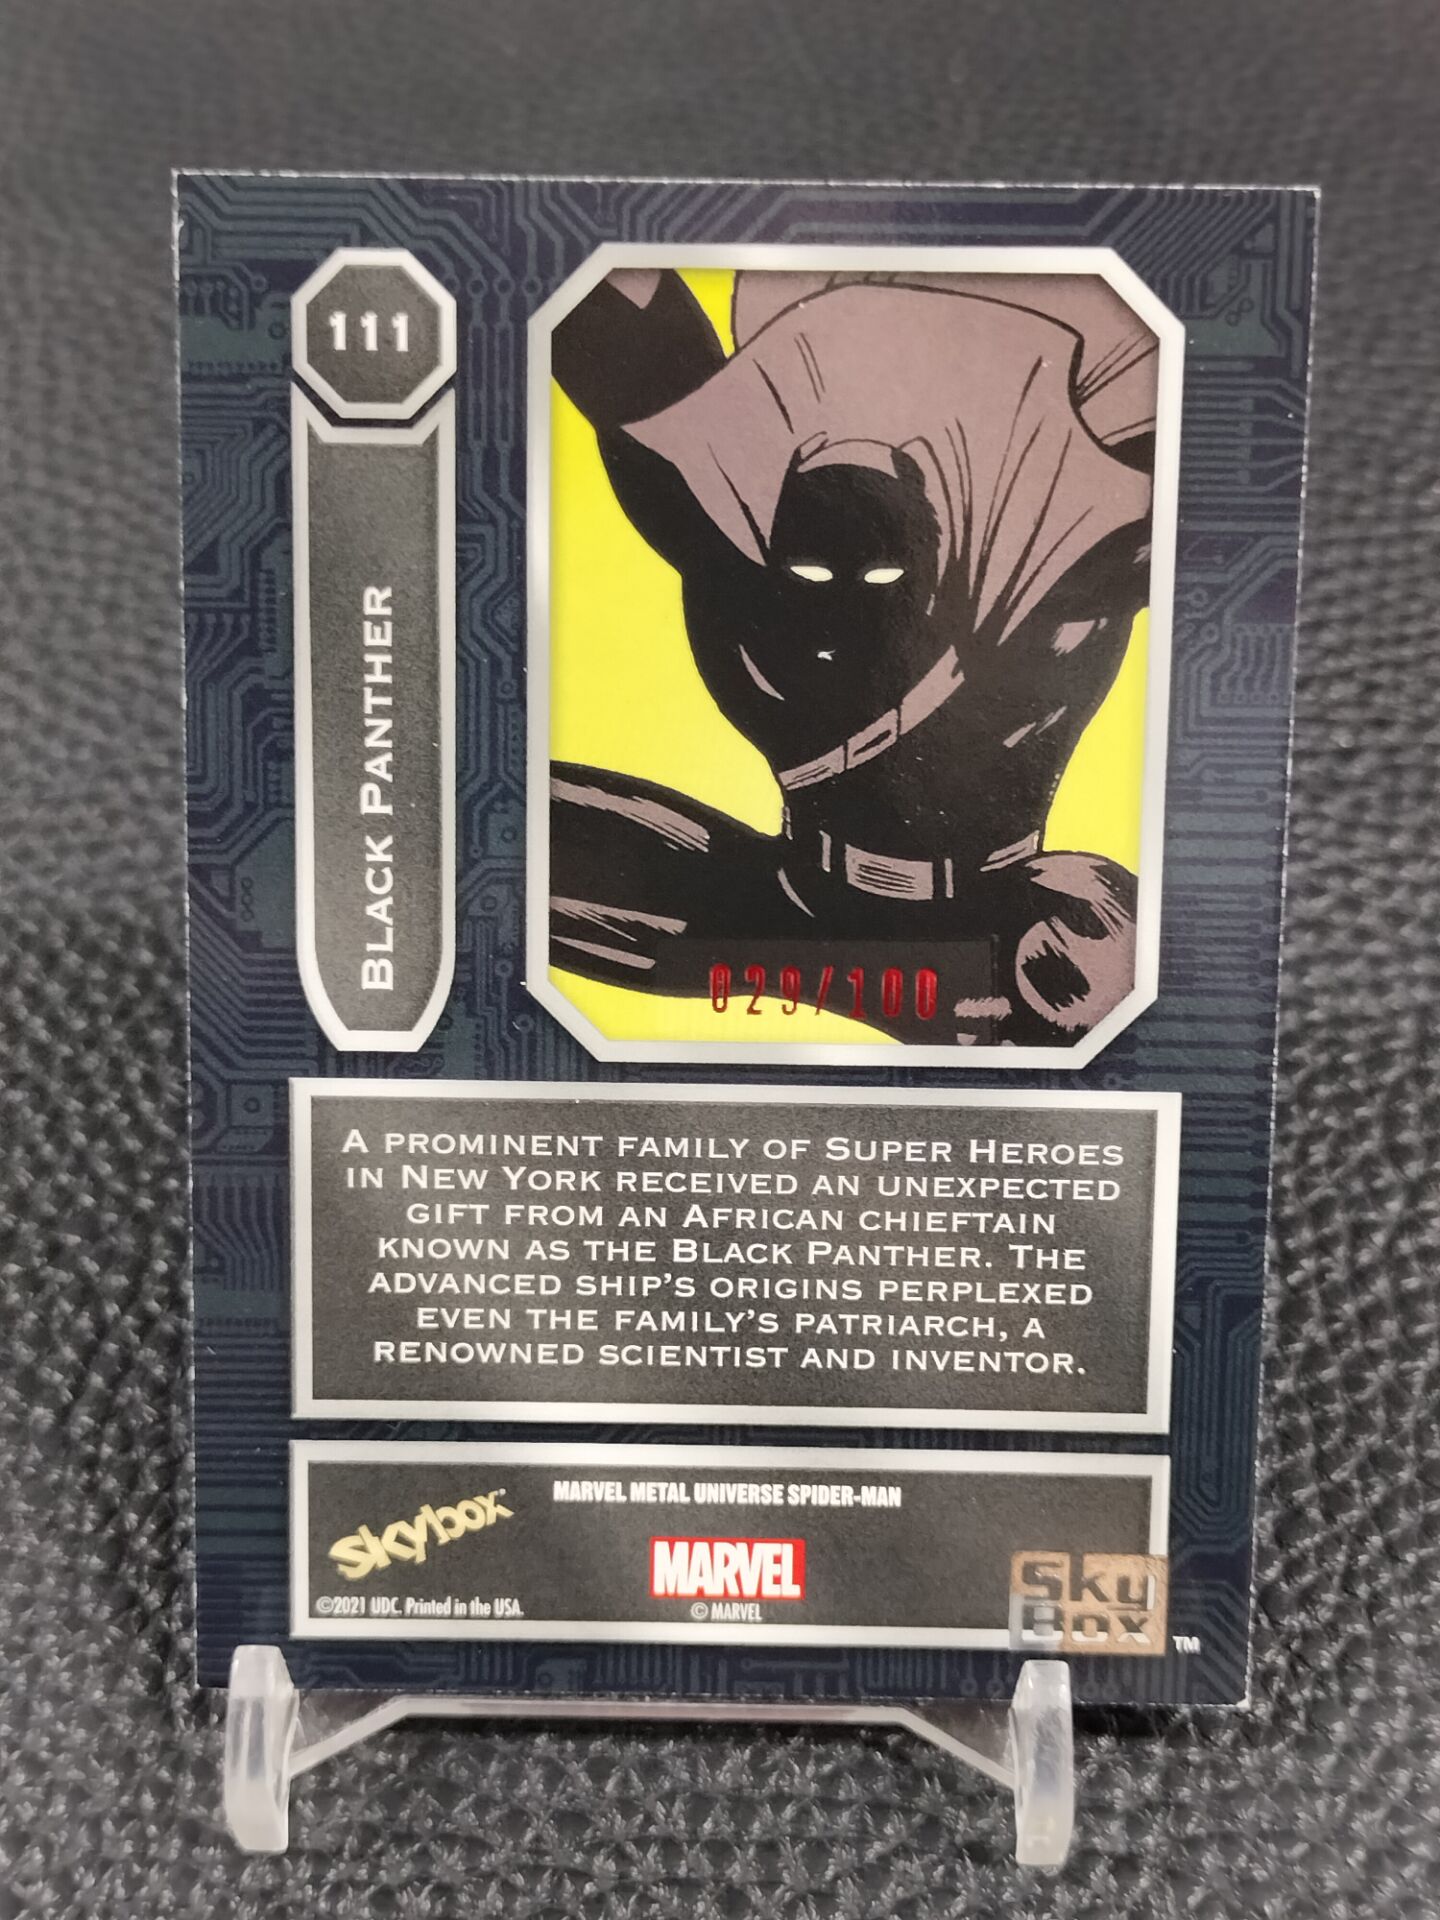 111
BLACK PANTHER
029/100
A PROMINENT FAMILY OF SUPER HEROES
IN NEW YORK RECEIVED AN UNEXPECTED
GIFT FROM AN AFRICAN CHIEFTAIN
KNOWN AS THE BLACK PANTHER. THE
ADVANCED SHIP'S ORIGINS PERPLEXED
EVEN THE FAMILY'S PATRIARCH, A
RENOWNED SCIENTIST AND INVENTOR.
MARVEL METAL UNIVERSE SPIDER-MAN
Skybox
MARVEL
©2021 UDC. Printed in the USA.
© MARVEL
Sky
Box
TM